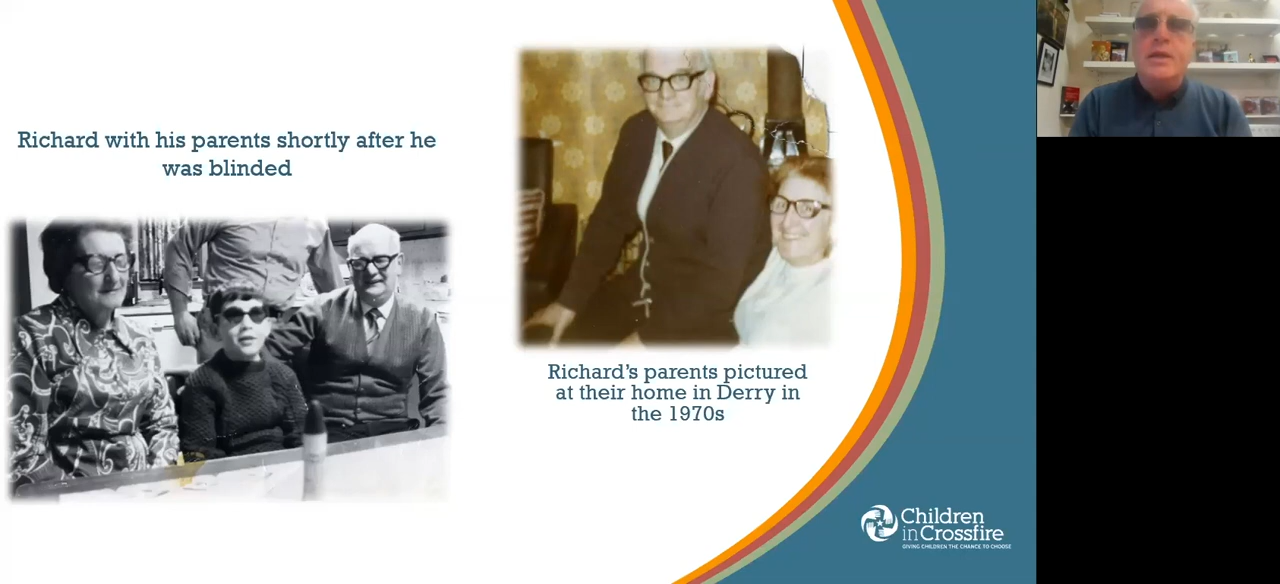 Richard with his parents shortly after he
was blinded
Richard's parents pictured
at their home in Derry in
the 1970s
Children
in Crossfire
GIVING CHILDREN THE CHANCE TO CHOOSE